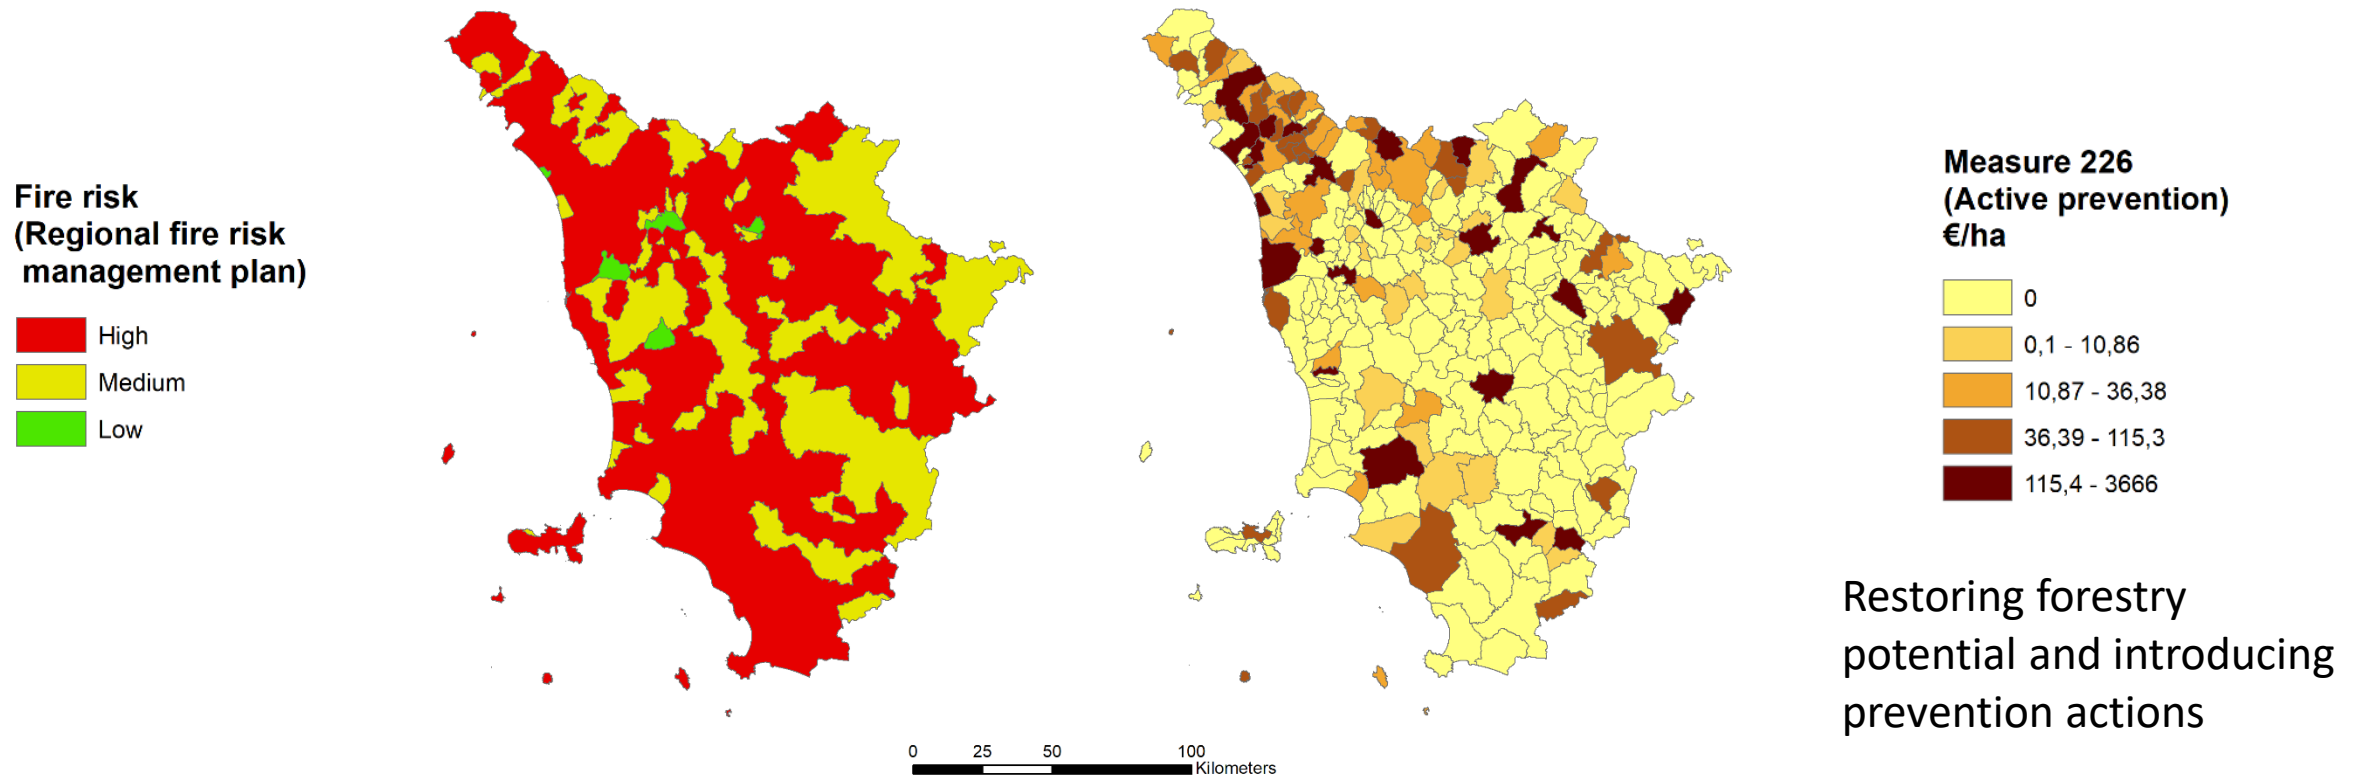 Fire risk
(Regional fire risk
management plan)
High
Medium
Low
0 25 50 100
Kilometers
Measure 226
(Active prevention)
€/ha
0
0,1 - 10,86
10,87 - 36,38
36,39 - 115,3
115,4 - 3666
Restoring forestry
potential and introducing
prevention actions